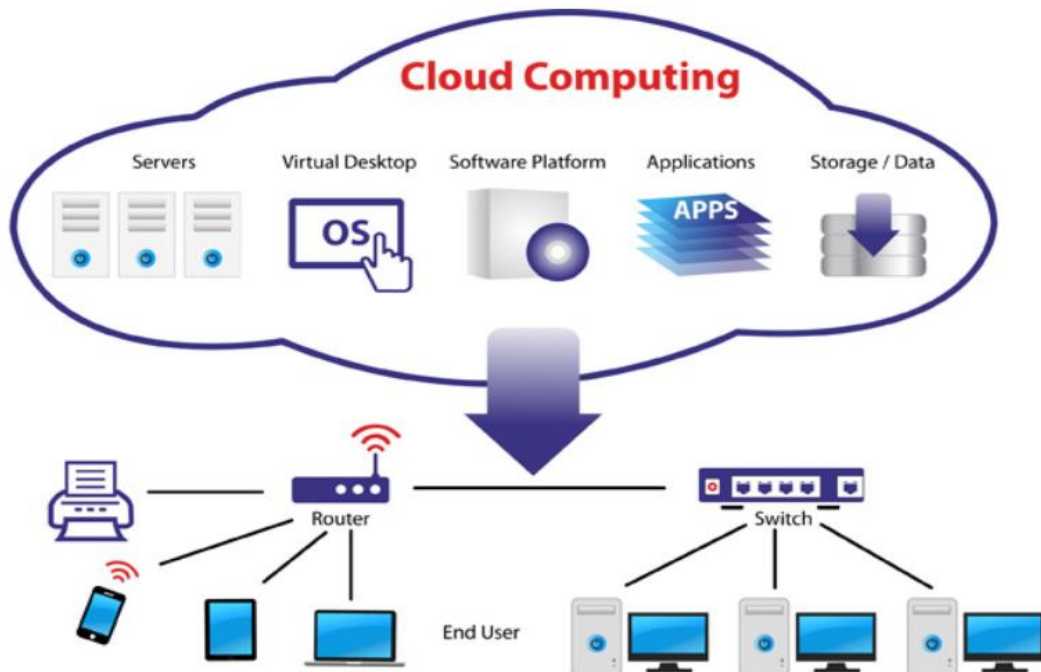 Cloud Computing
Servers
Virtual Desktop
Software Platform
Applications
Storage / Data
OS
APPS
Router
Switch
End User